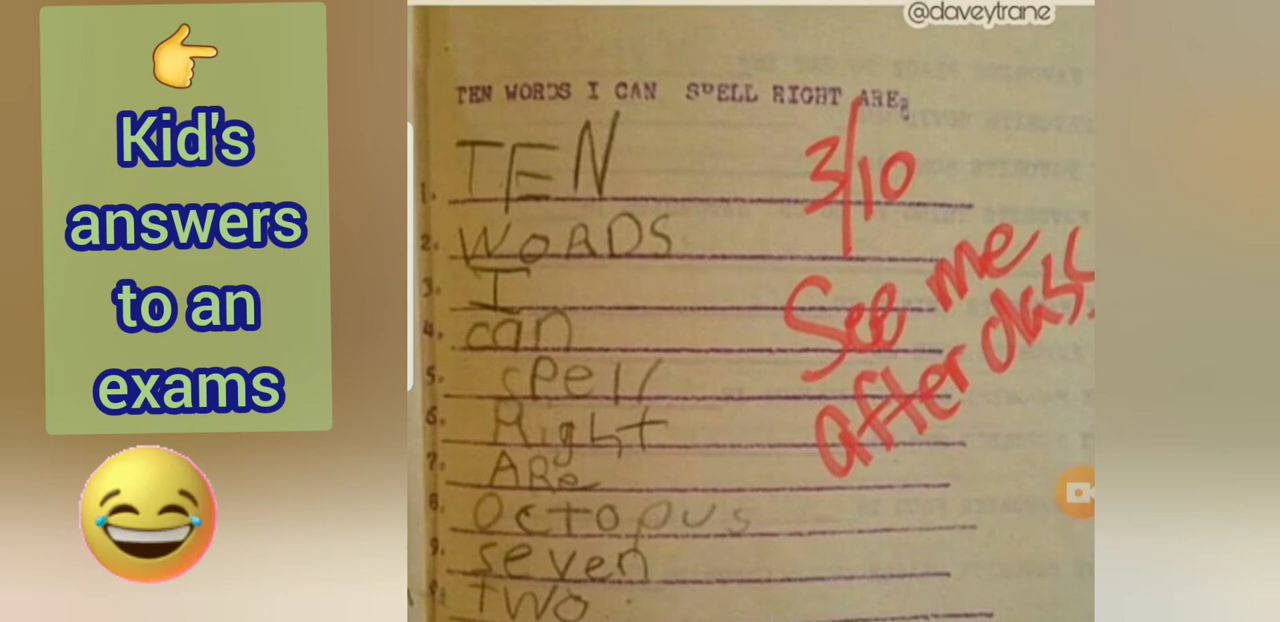 Kid's
answers
to an
exams
@daveytrane
TEN WORDS I CAN SPELL RIGHT ARE:
3/10
1. TEN
2. WORDS
3. I
4. can
5. spell
6. Right
7. ARe
8. Octopus
9. seven
TWO
See me
after class